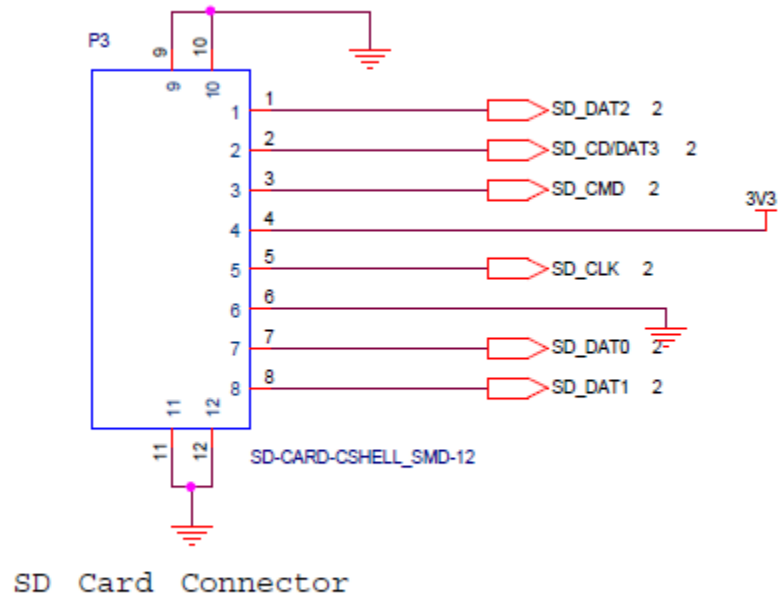 P3
9 10
9 10
1 1 SD_DAT2 2
2 2 SD_CD/DAT3 2
3 3 SD_CMD 2
3V3
4 4
5 5 SD_CLK 2
6 6
7 7 SD_DAT0 2
8 8 SD_DAT1 2
11 12
11 12
SD-CARD-CSHELL_SMD-12
SD Card Connector